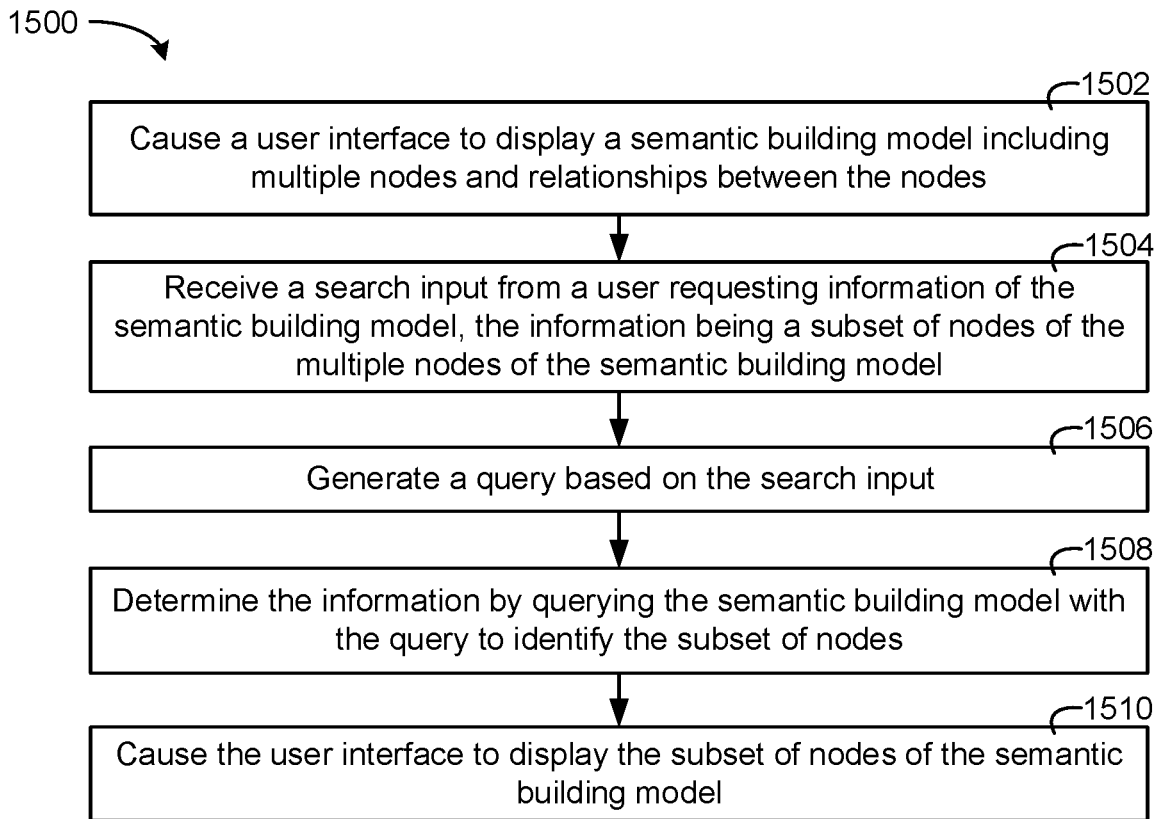 1500
1502
Cause a user interface to display a semantic building model including
multiple nodes and relationships between the nodes
1504
Receive a search input from a user requesting information of the
semantic building model, the information being a subset of nodes of the
multiple nodes of the semantic building model
1506
Generate a query based on the search input
1508
Determine the information by querying the semantic building model with
the query to identify the subset of nodes
1510
Cause the user interface to display the subset of nodes of the semantic
building model